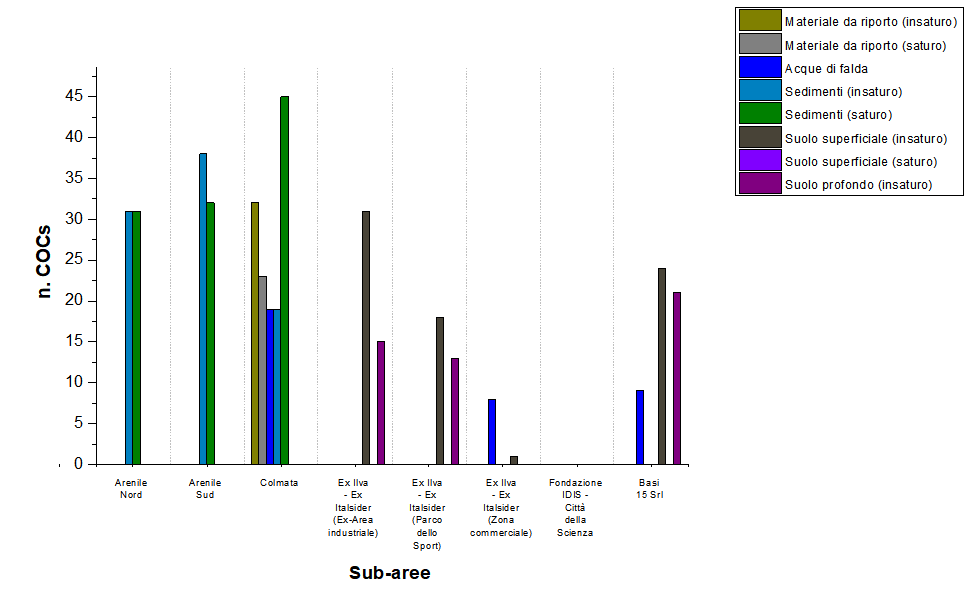 Materiale da riporto (insaturo)
Materiale da riporto (saturo)
Acque di falda
Sedimenti (insaturo)
Sedimenti (saturo)
Suolo superficiale (insaturo)
Suolo superficiale (saturo)
Suolo profondo (insaturo)
n. COCs
45
40
35
30
25
20
15
10
5
0
Arenile
Nord
Arenile
Sud
Colmata
Ex Ilva
- Ex
Italsider
(Ex-Area
industriale)
Ex Ilva
- Ex
Italsider
(Parco
dello
Sport)
Ex Ilva
- Ex
Italsider
(Zona
commerciale)
Fondazione
IDIS -
Città
della
Scienza
Basi
15 Srl
Sub-aree